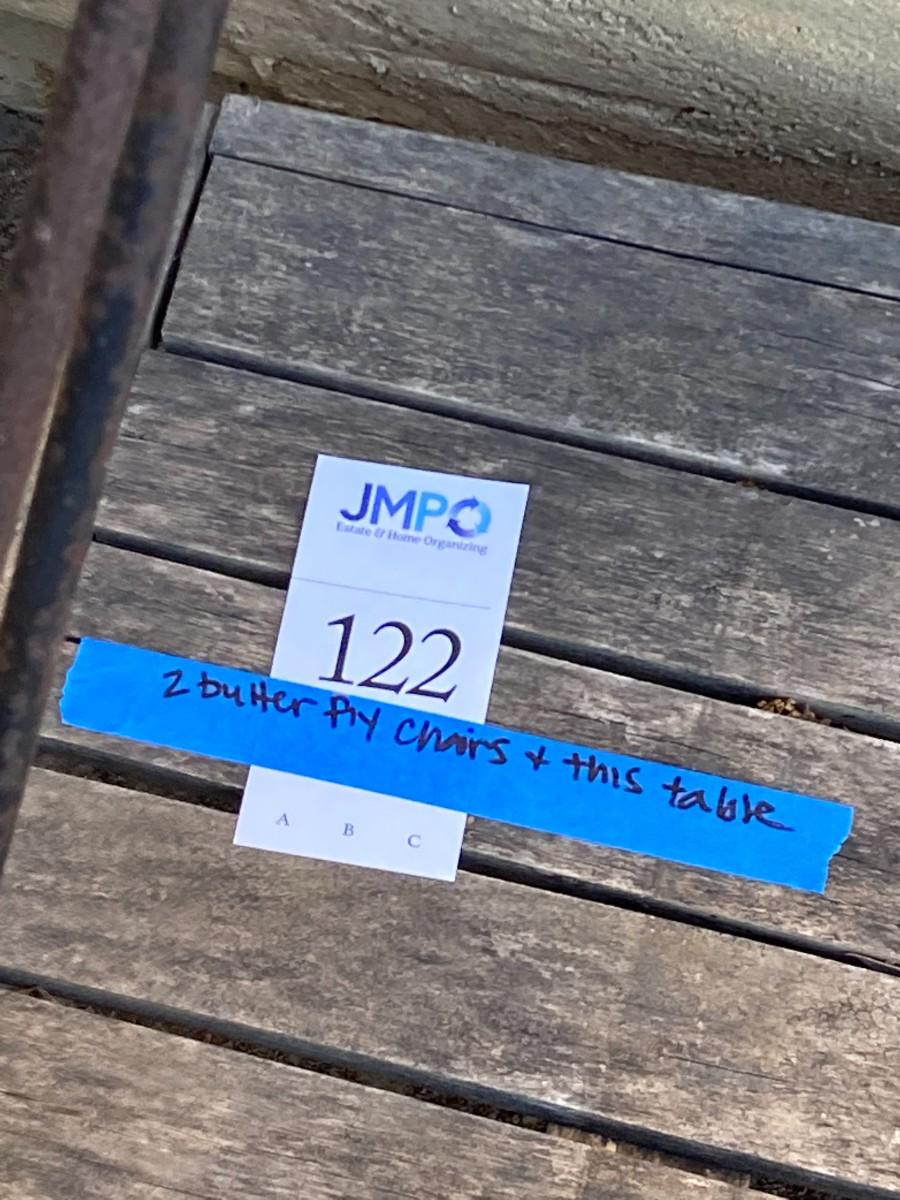 JMPO
Estate & Home Organizing
122
2 butter fly chairs & this table
A B C